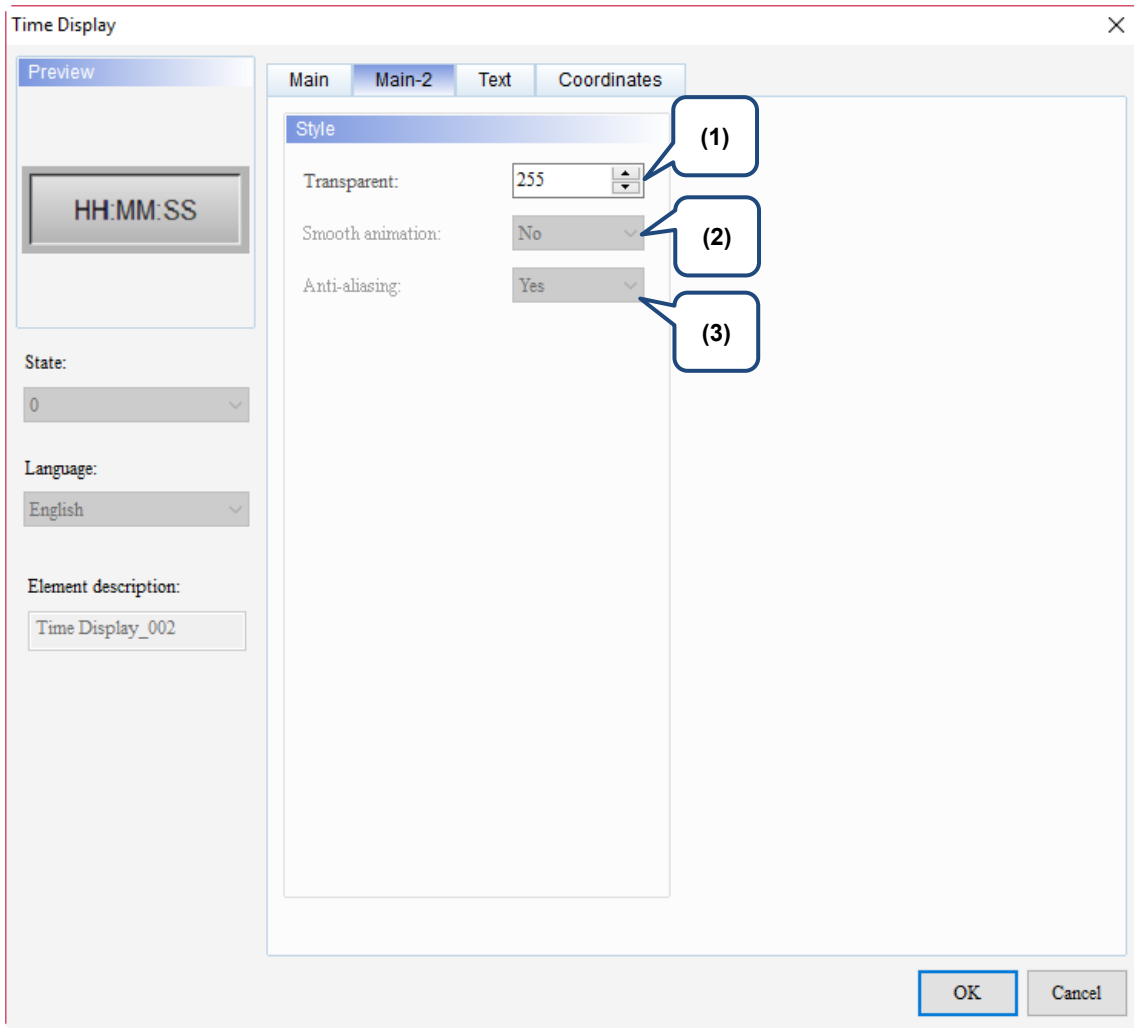 Time Display
Preview
HH:MM:SS
State:
0
Language:
English
Element description:
Time Display_002
Main Main-2 Text Coordinates
Style
Transparent: 255
Smooth animation: No
Anti-aliasing: Yes
(1)
(2)
(3)
OK Cancel